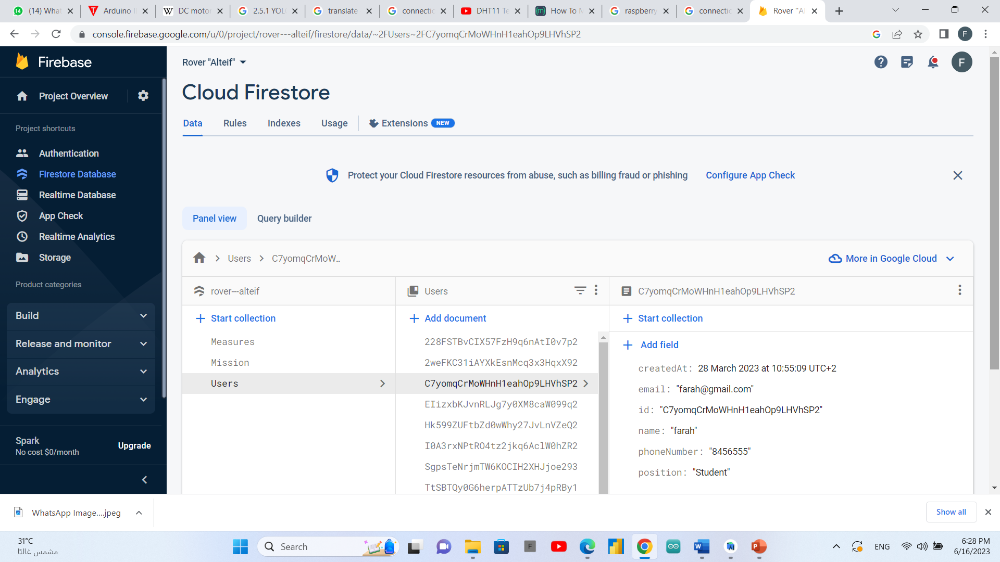 (14) What
Arduino I
DC motor
2.5.1 YOL
translate
connectio
DHT11 Te
How To M
raspberry
connectio
Rover "Al
console.firebase.google.com/u/0/project/rover---alteif/firestore/data/~2FUsers~2FC7yomqCrMoWHnH1eahOp9LHVhSP2
F
Firebase
Rover "Alteif"
F
Project Overview
Cloud Firestore
Project shortcuts
Data Rules Indexes Usage Extensions NEW
Authentication
Firestore Database
Realtime Database
App Check
Realtime Analytics
Storage
Protect your Cloud Firestore resources from abuse, such as billing fraud or phishing Configure App Check
Panel view Query builder
Users C7yomqCrMoW.. More in Google Cloud
Product categories
Build
Release and monitor
Analytics
Engage
Spark
No cost $0/month
Upgrade
rover---alteif
Start collection
Measures
Mission
Users
Users
Add document
228FSTBvCIX57FzH9q6nAtI0v7p2
2weFKC31iAYXkEsnMcq3x3HqxX92
C7yomqCrMoWHnH1eahOp9LHVhSP2
EIizxbKJvnRLJg7y0XM8caW099q2
Hk599ZUFtbZd0wWhy27JvLnVZeQ2
I0A3rxNPtRO4tz2jkq6AclW0hZR2
SgpsTeNrjmTW6KOCIH2XHJjoe293
TtSBTQy0G6herpATTzUb7j4pRBy1
C7yomqCrMoWHnH1eahOp9LHVhSP2
Start collection
Add field
createdAt: 28 March 2023 at 10:55:09 UTC+2
email: "farah@gmail.com"
id: "C7yomqCrMoWHnH1eahOp9LHVhSP2"
name: "farah"
phoneNumber: "8456555"
position: "Student"
WhatsApp Image....jpeg
Show all
31°C
مشمس غالبًا
Search
F
ENG
6:28 PM
6/16/2023